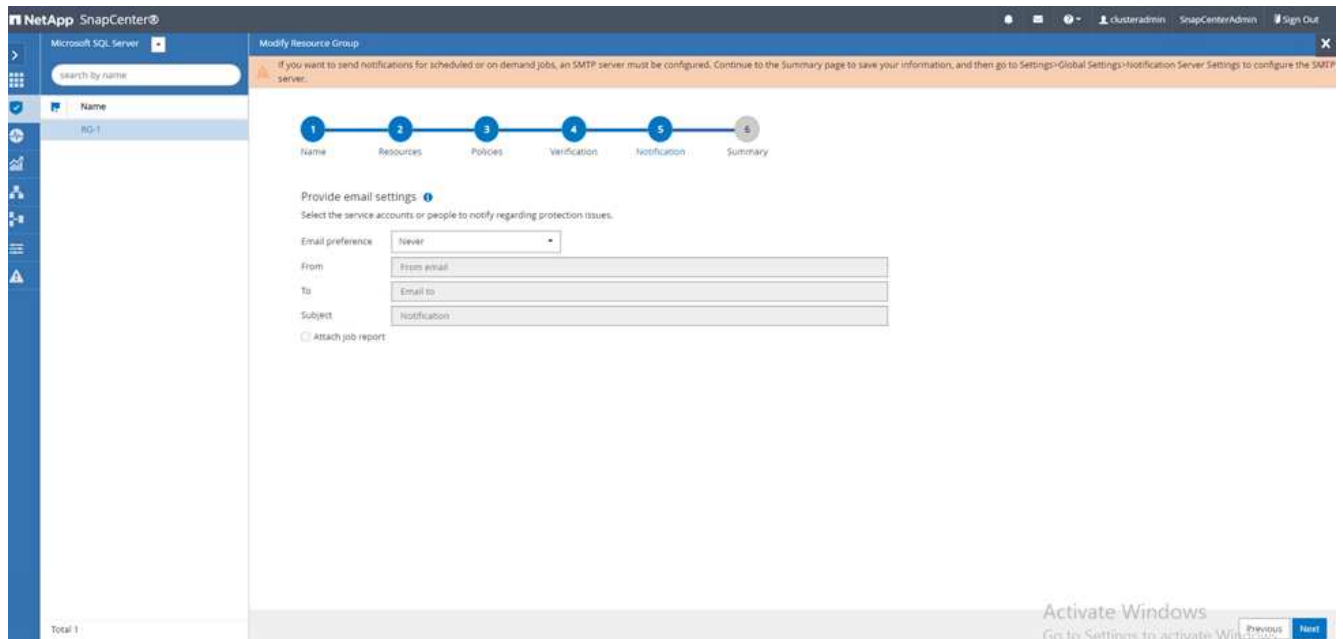 NetApp SnapCenter®
clusteradmin SnapCenterAdmin Sign Out
Microsoft SQL Server
Modify Resource Group
search by name
If you want to send notifications for scheduled or on demand jobs, an SMTP server must be configured. Continue to the Summary page to save your information, and then go to Settings>Global Settings>Notification Server Settings to configure the SMTP
server.
Name
RG-1
1 2 3 4 5 6
Name Resources Policies Verification Notification Summary
Provide email settings
Select the service accounts or people to notify regarding protection issues.
Email preference Never
From From email
To Email to
Subject Notification
Attach job report
Activate Windows
Go to Settings to activate Windows
Total 1
Previous Next